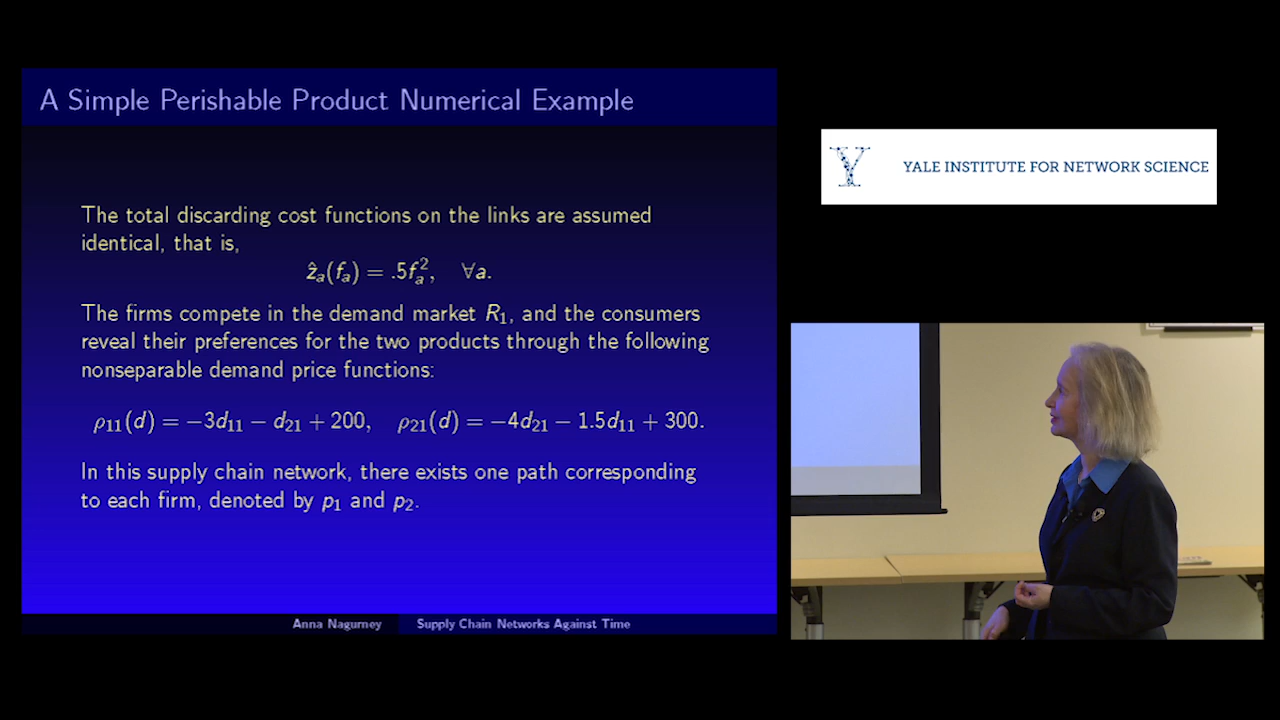 A Simple Perishable Product Numerical Example
The total discarding cost functions on the links are assumed
identical, that is,
ẑₐ(fₐ) = .5fₐ², ∀a.
The firms compete in the demand market R₁, and the consumers
reveal their preferences for the two products through the following
nonseparable demand price functions:
ρ₁₁(d) = −3d₁₁ − d₂₁ + 200, ρ₂₁(d) = −4d₂₁ − 1.5d₁₁ + 300.
In this supply chain network, there exists one path corresponding
to each firm, denoted by p₁ and p₂.
Anna Nagurney Supply Chain Networks Against Time
Y YALE INSTITUTE FOR NETWORK SCIENCE